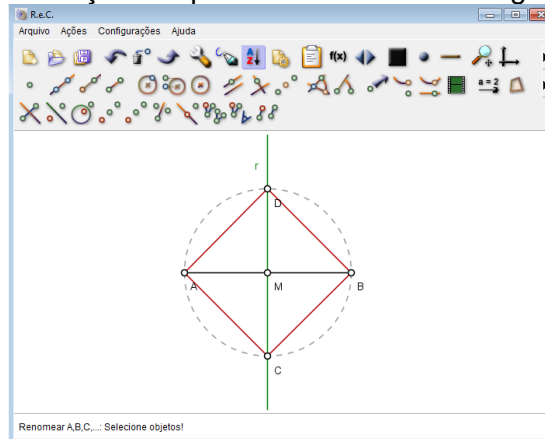 R.e.C.
Arquivo Ações Configurações Ajuda
A
Z
f(x)
a = 2
r
D
A
M
B
C
Renomear A,B,C,...: Selecione objetos!